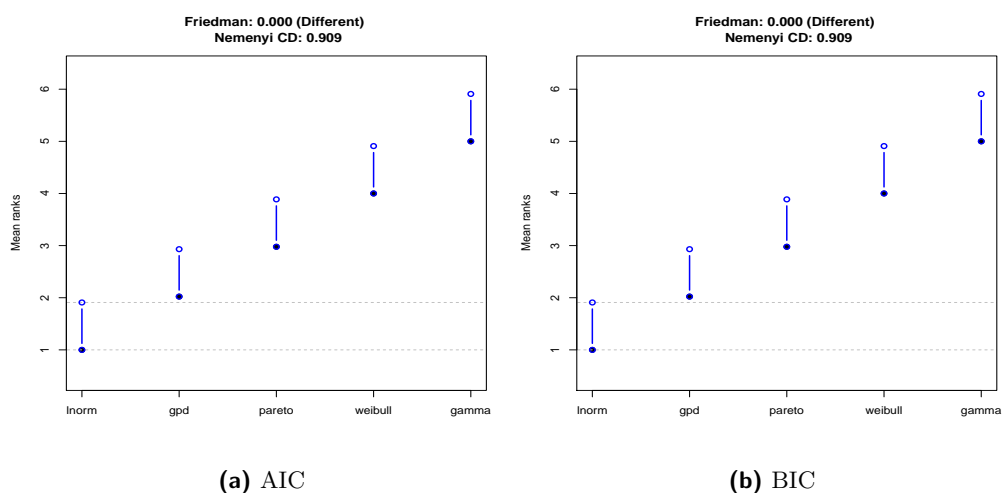 Friedman: 0.000 (Different)
Nemenyi CD: 0.909
Mean ranks
6
5
4
3
2
1
lnorm gpd pareto weibull gamma
(a) AIC
Friedman: 0.000 (Different)
Nemenyi CD: 0.909
Mean ranks
6
5
4
3
2
1
lnorm gpd pareto weibull gamma
(b) BIC